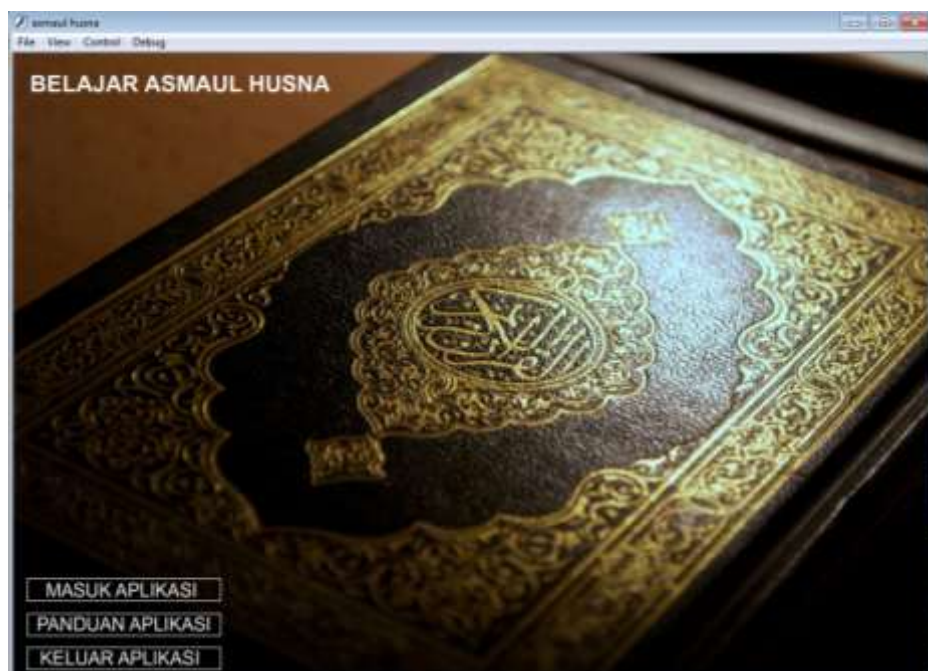 asmaul husna
File View Control Debug
BELAJAR ASMAUL HUSNA
MASUK APLIKASI
PANDUAN APLIKASI
KELUAR APLIKASI